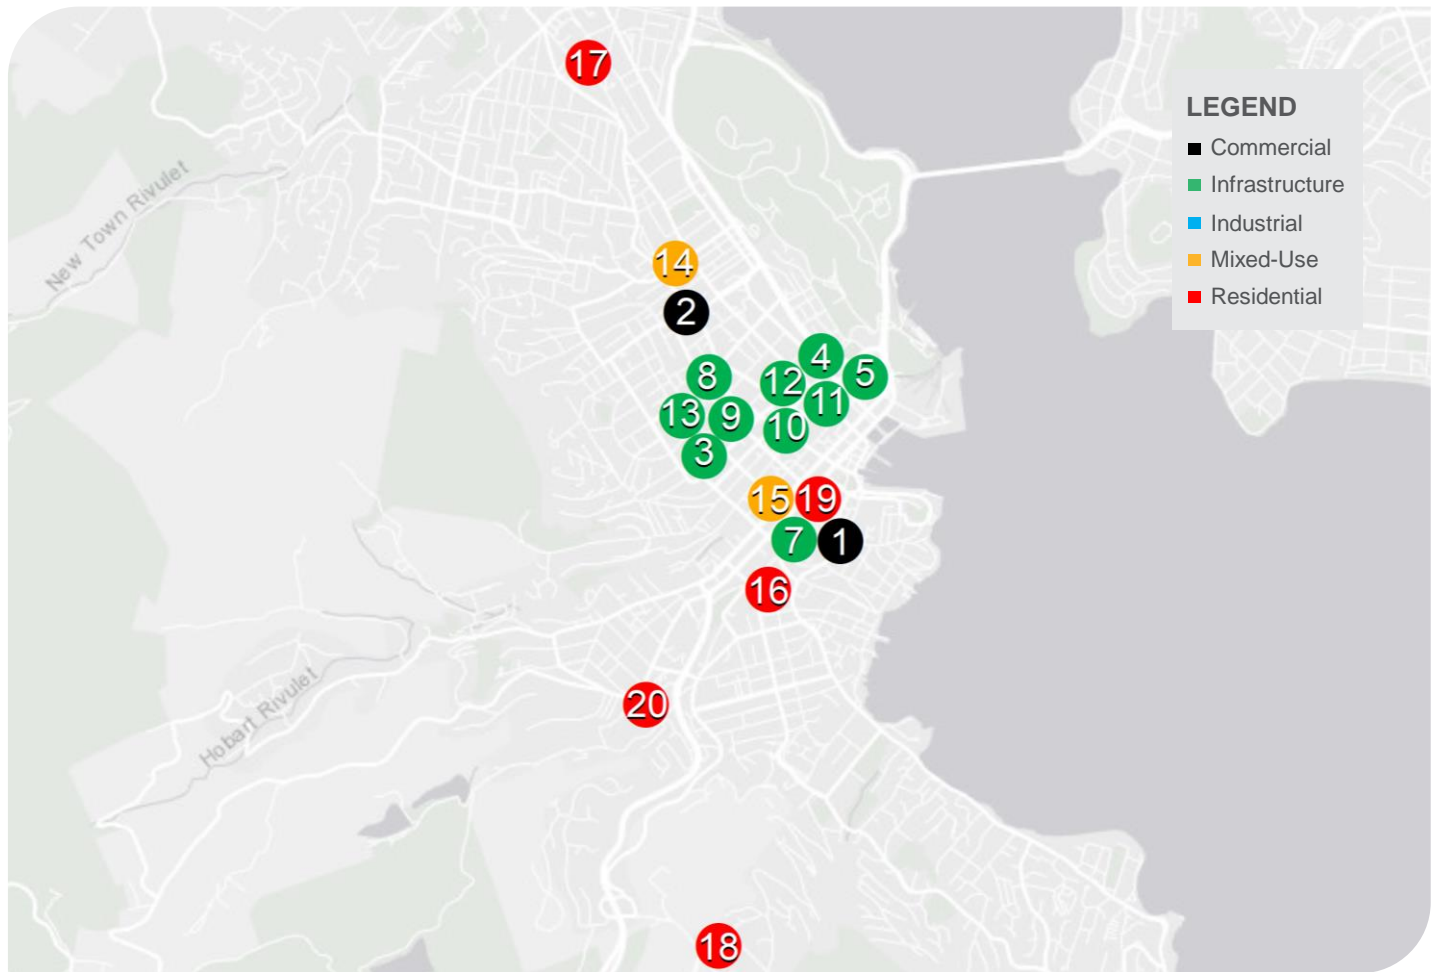 17
LEGEND
Commercial
Infrastructure
Industrial
Mixed-Use
Residential
New Town Rivulet
14
2
4
12
5
8
11
13
9
10
3
15
19
7
1
16
Hobart Rivulet
20
18